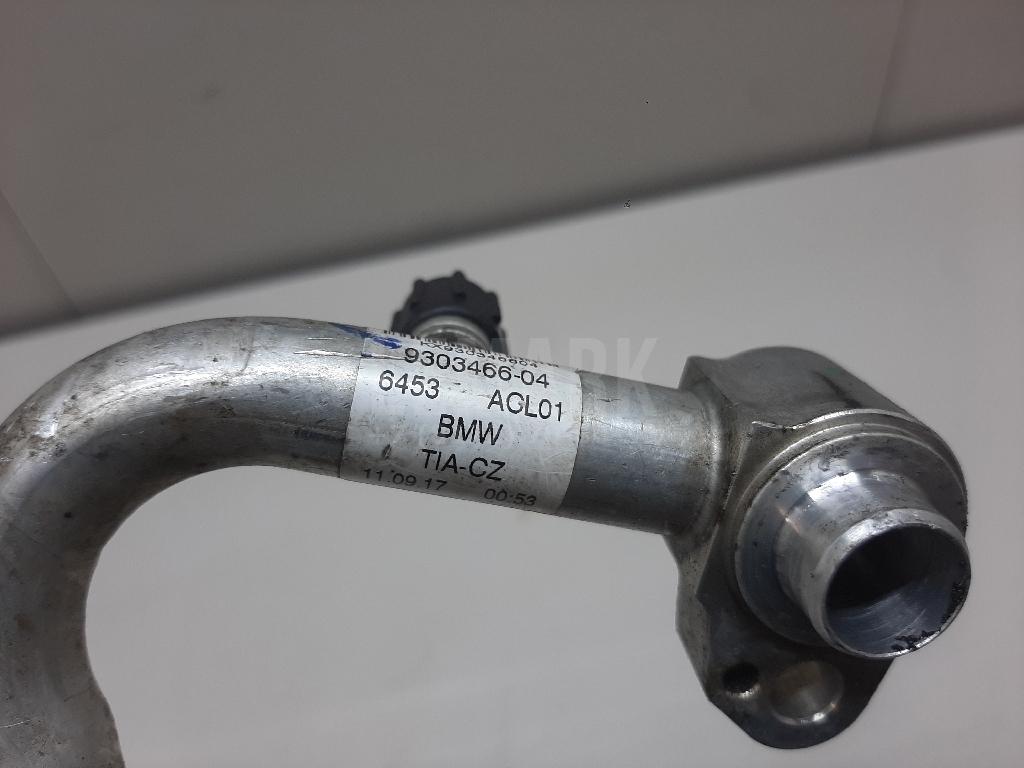 9303466-04
6453 ACL01
BMW
TIA-CZ
11.09.17 00:53